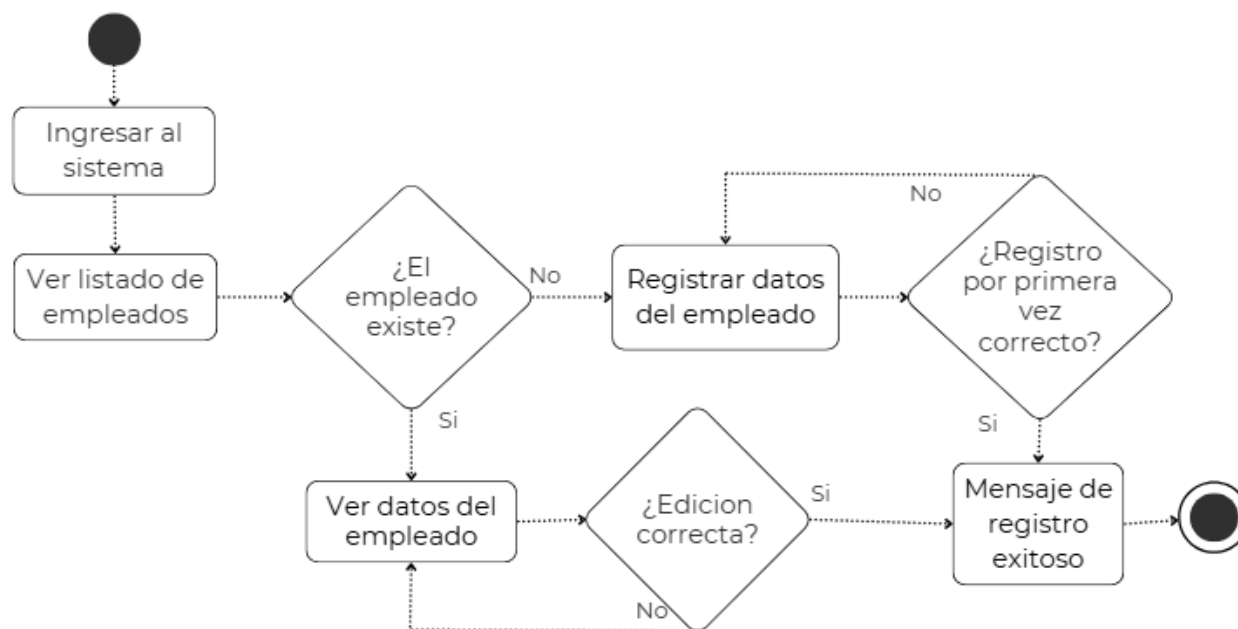 Ingresar al
sistema
Ver listado de
empleados
¿El
empleado
existe?
No
Registrar datos
del empleado
No
¿Registro
por primera
vez
correcto?
Si
Si
Ver datos del
empleado
¿Edicion
correcta?
No
Si
Mensaje de
registro
exitoso